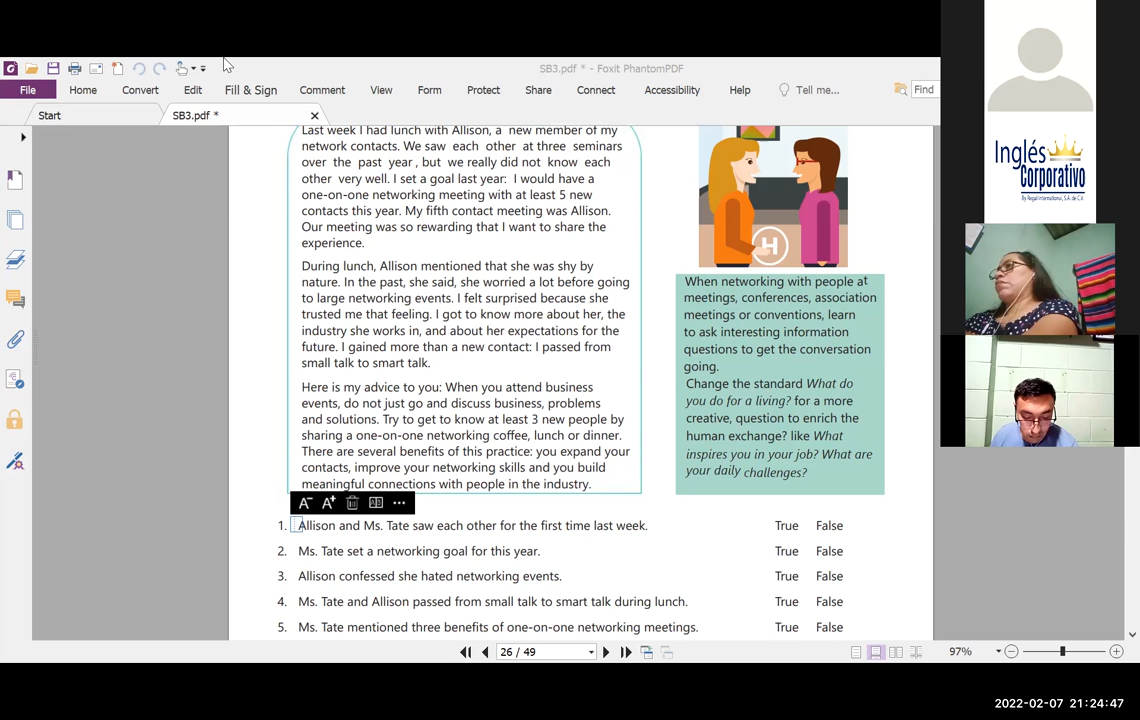 SB3.pdf * - Foxit PhantomPDF
File Home Convert Edit Fill & Sign Comment View Form Protect Share Connect Accessibility Help Tell me... Find
Start SB3.pdf *
Last week I had lunch with Allison, a new member of my
network contacts. We saw each other at three seminars
over the past year, but we really did not know each
other very well. I set a goal last year: I would have a
one-on-one networking meeting with at least 5 new
contacts this year. My fifth contact meeting was Allison.
Our meeting was so rewarding that I want to share the
experience.
During lunch, Allison mentioned that she was shy by
nature. In the past, she said, she worried a lot before going
to large networking events. I felt surprised because she
trusted me that feeling. I got to know more about her, the
industry she works in, and about her expectations for the
future. I gained more than a new contact: I passed from
small talk to smart talk.
Here is my advice to you: When you attend business
events, do not just go and discuss business, problems
and solutions. Try to get to know at least 3 new people by
sharing a one-on-one networking coffee, lunch or dinner.
There are several benefits of this practice: you expand your
contacts, improve your networking skills and you build
meaningful connections with people in the industry.
H
When networking with people at
meetings, conferences, association
meetings or conventions, learn
to ask interesting information
questions to get the conversation
going.
Change the standard What do
you do for a living? for a more
creative, question to enrich the
human exchange? like What
inspires you in your job? What are
your daily challenges?
1. Allison and Ms. Tate saw each other for the first time last week. True False
2. Ms. Tate set a networking goal for this year. True False
3. Allison confessed she hated networking events. True False
4. Ms. Tate and Allison passed from small talk to smart talk during lunch. True False
5. Ms. Tate mentioned three benefits of one-on-one networking meetings. True False
26 / 49
97%
Inglés
Corporativo
By Regal International, S.A. de C.V.
2022-02-07 21:24:47